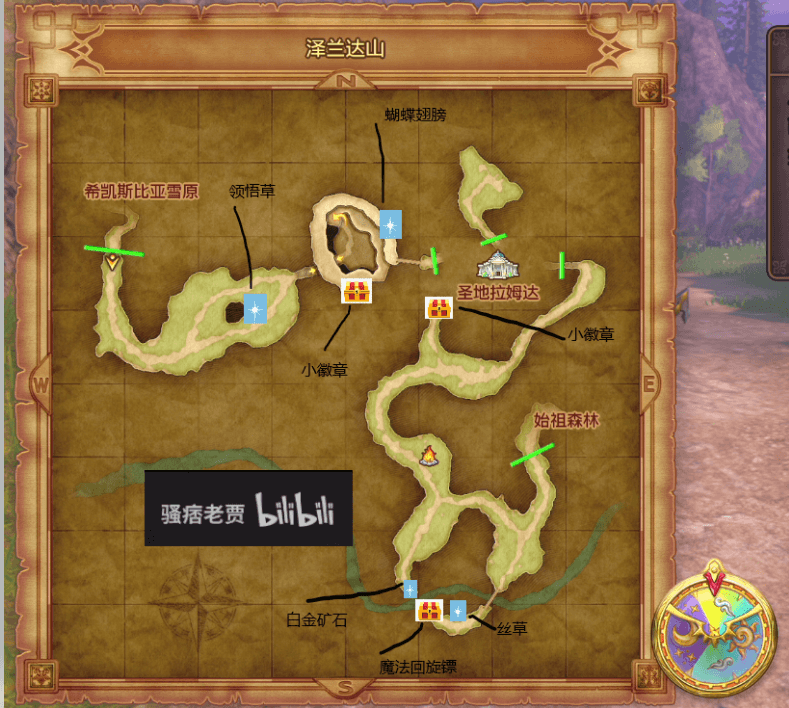 泽兰达山
N
蝴蝶翅膀
希凯斯比亚雪原
领悟草
圣地拉姆达
小徽章
小徽章
W
E
始祖森林
骚痞老贾 bilibili
白金矿石
丝草
魔法回旋镖
S